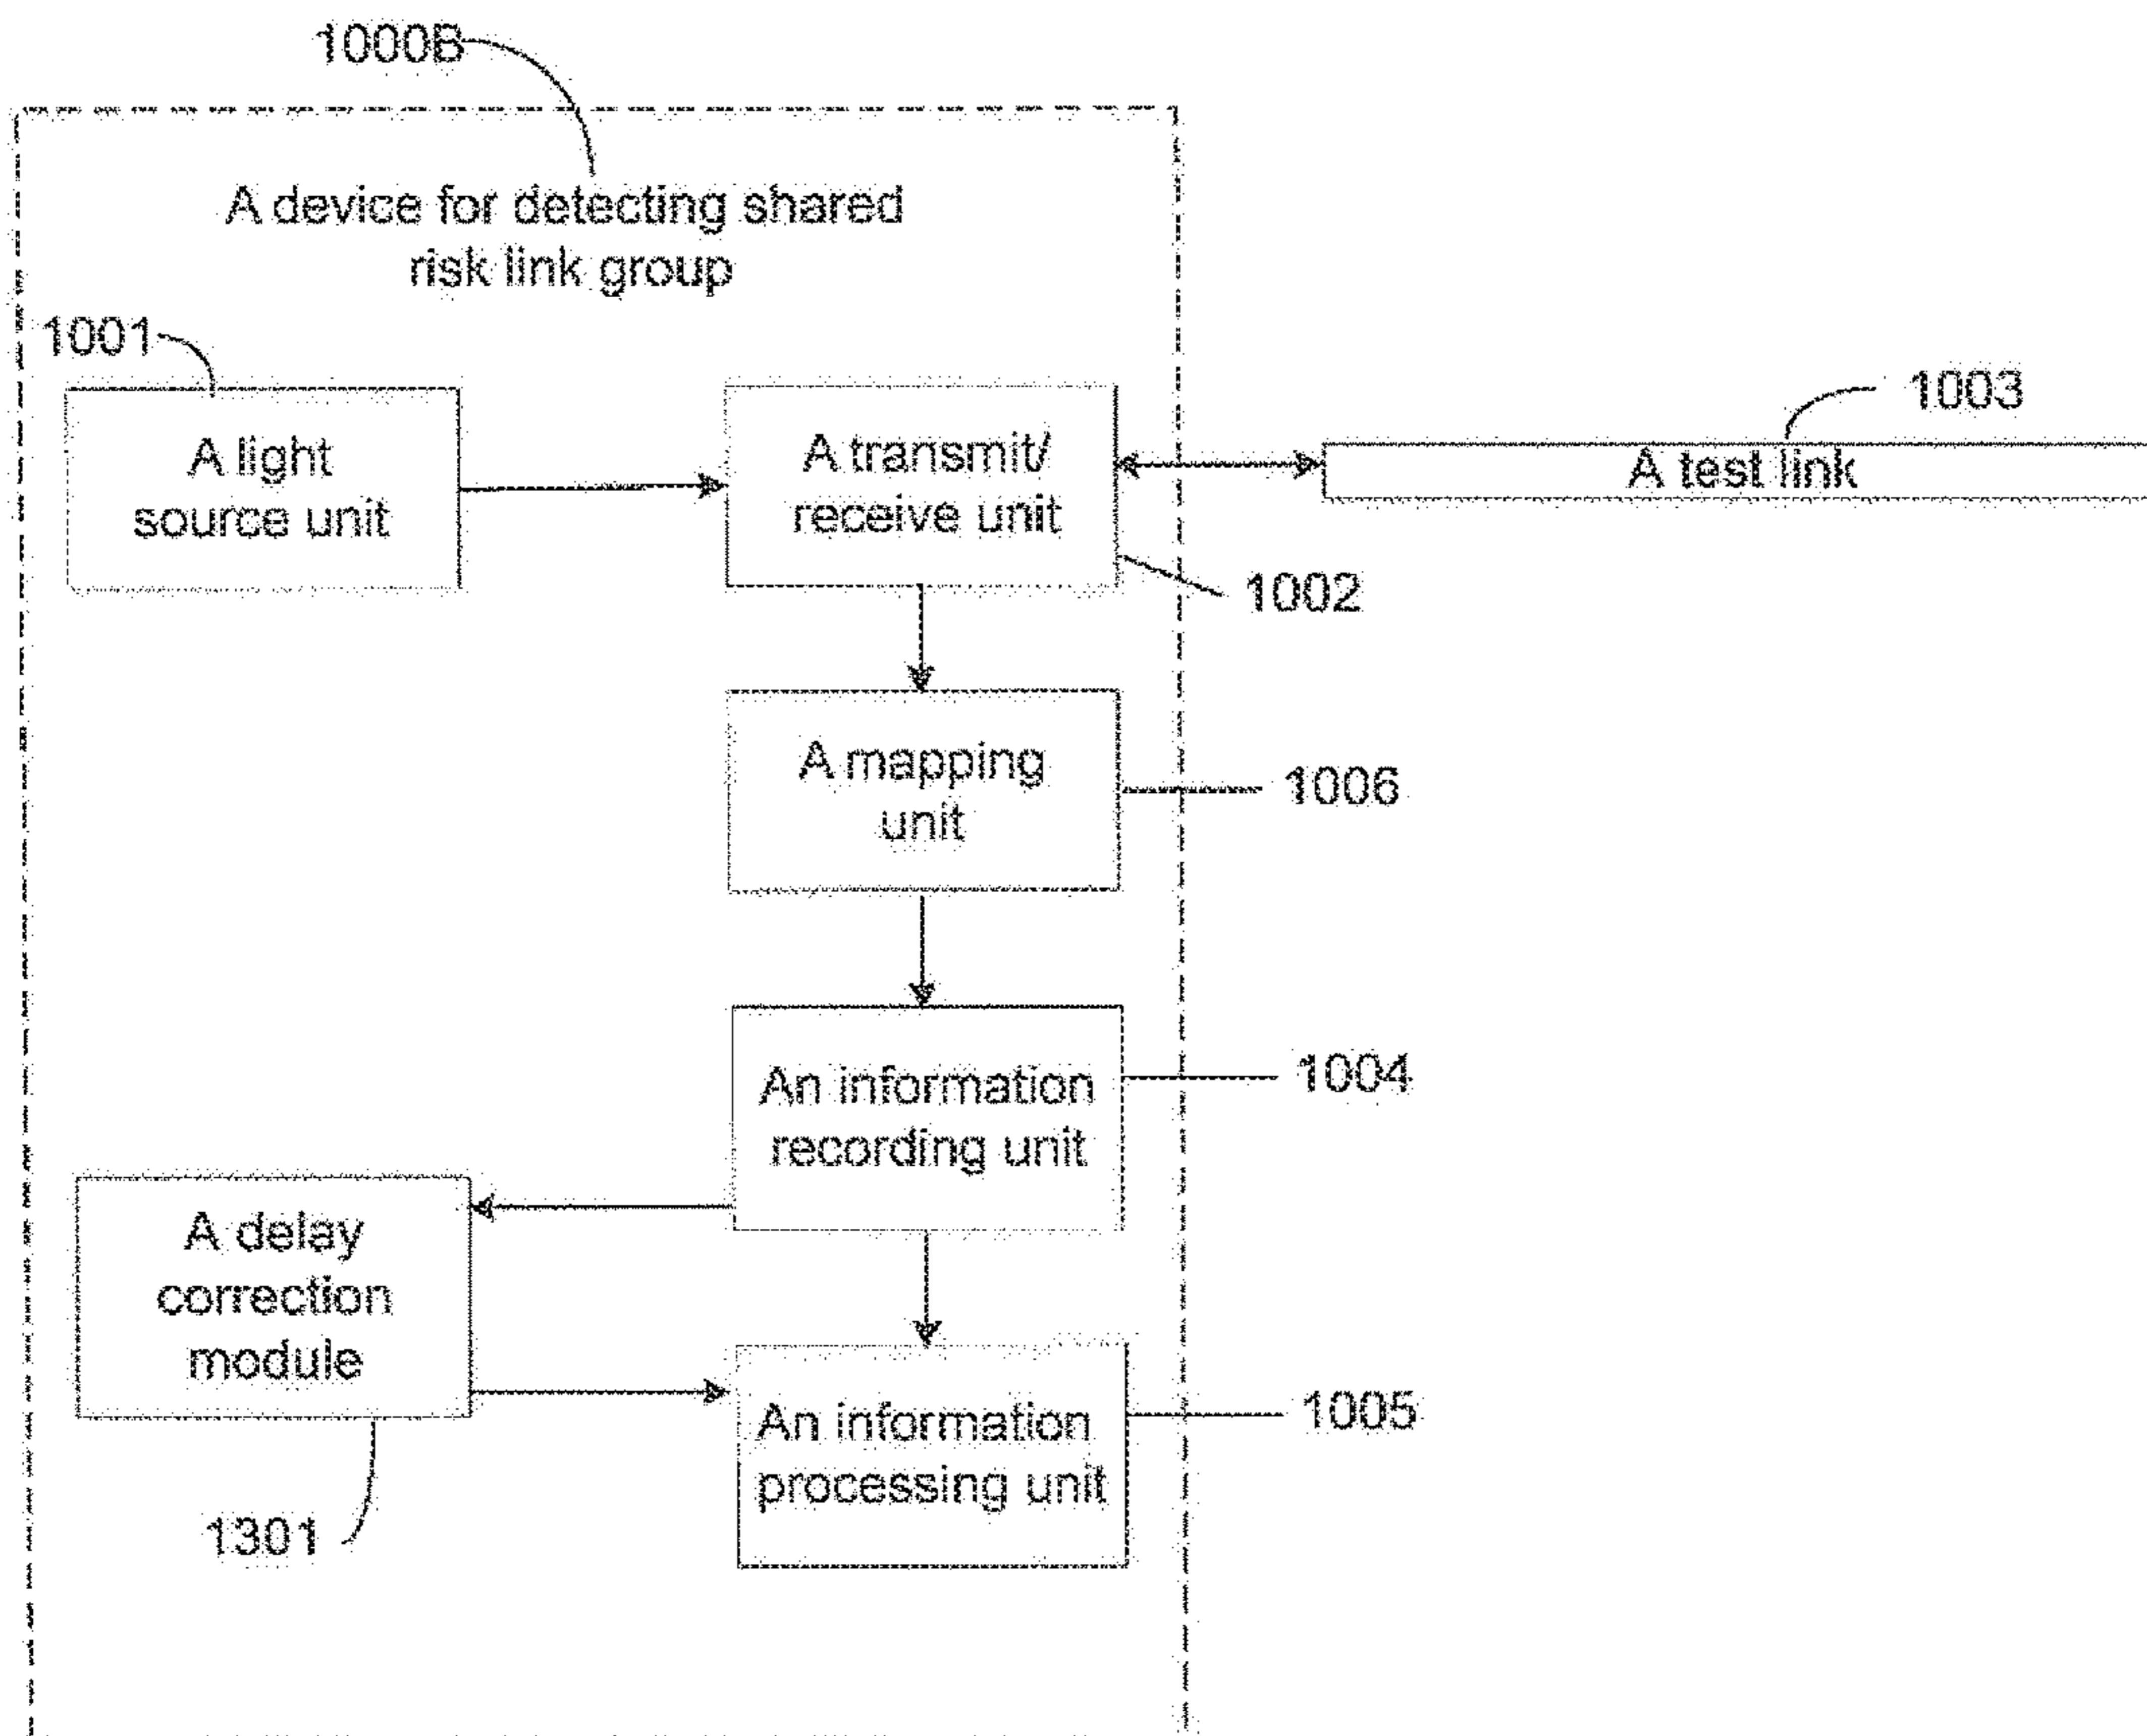 1000B
A device for detecting shared
risk link group
1001
A light
source unit
A transmit/
receive unit
1003
A test link
1002
A mapping
unit
1006
An information
recording unit
1004
A delay
correction
module
1301
An information
processing unit
1005